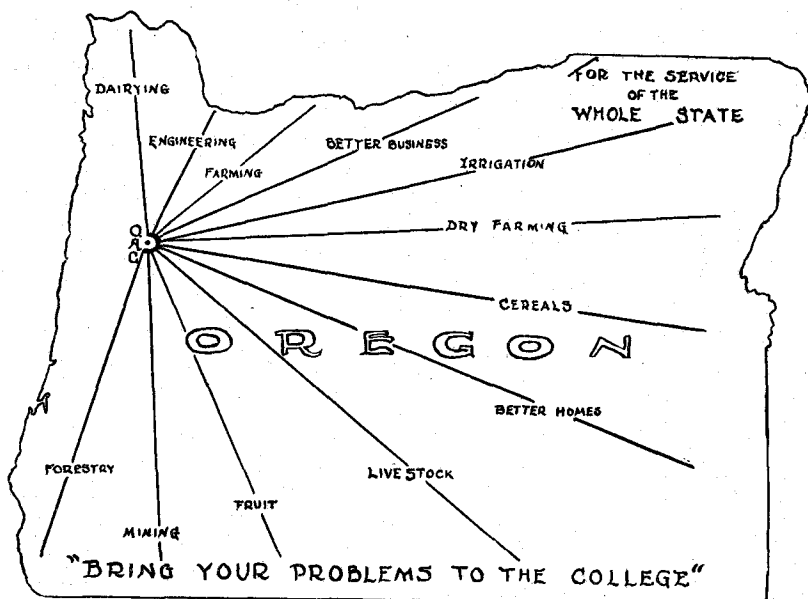 FOR THE SERVICE
OF THE
WHOLE STATE
DAIRYING
ENGINEERING
FARMING
BETTER BUSINESS
IRRIGATION
DRY FARMING
OAC
CEREALS
OREGON
BETTER HOMES
LIVE STOCK
FORESTRY
FRUIT
MINING
"BRING YOUR PROBLEMS TO THE COLLEGE"